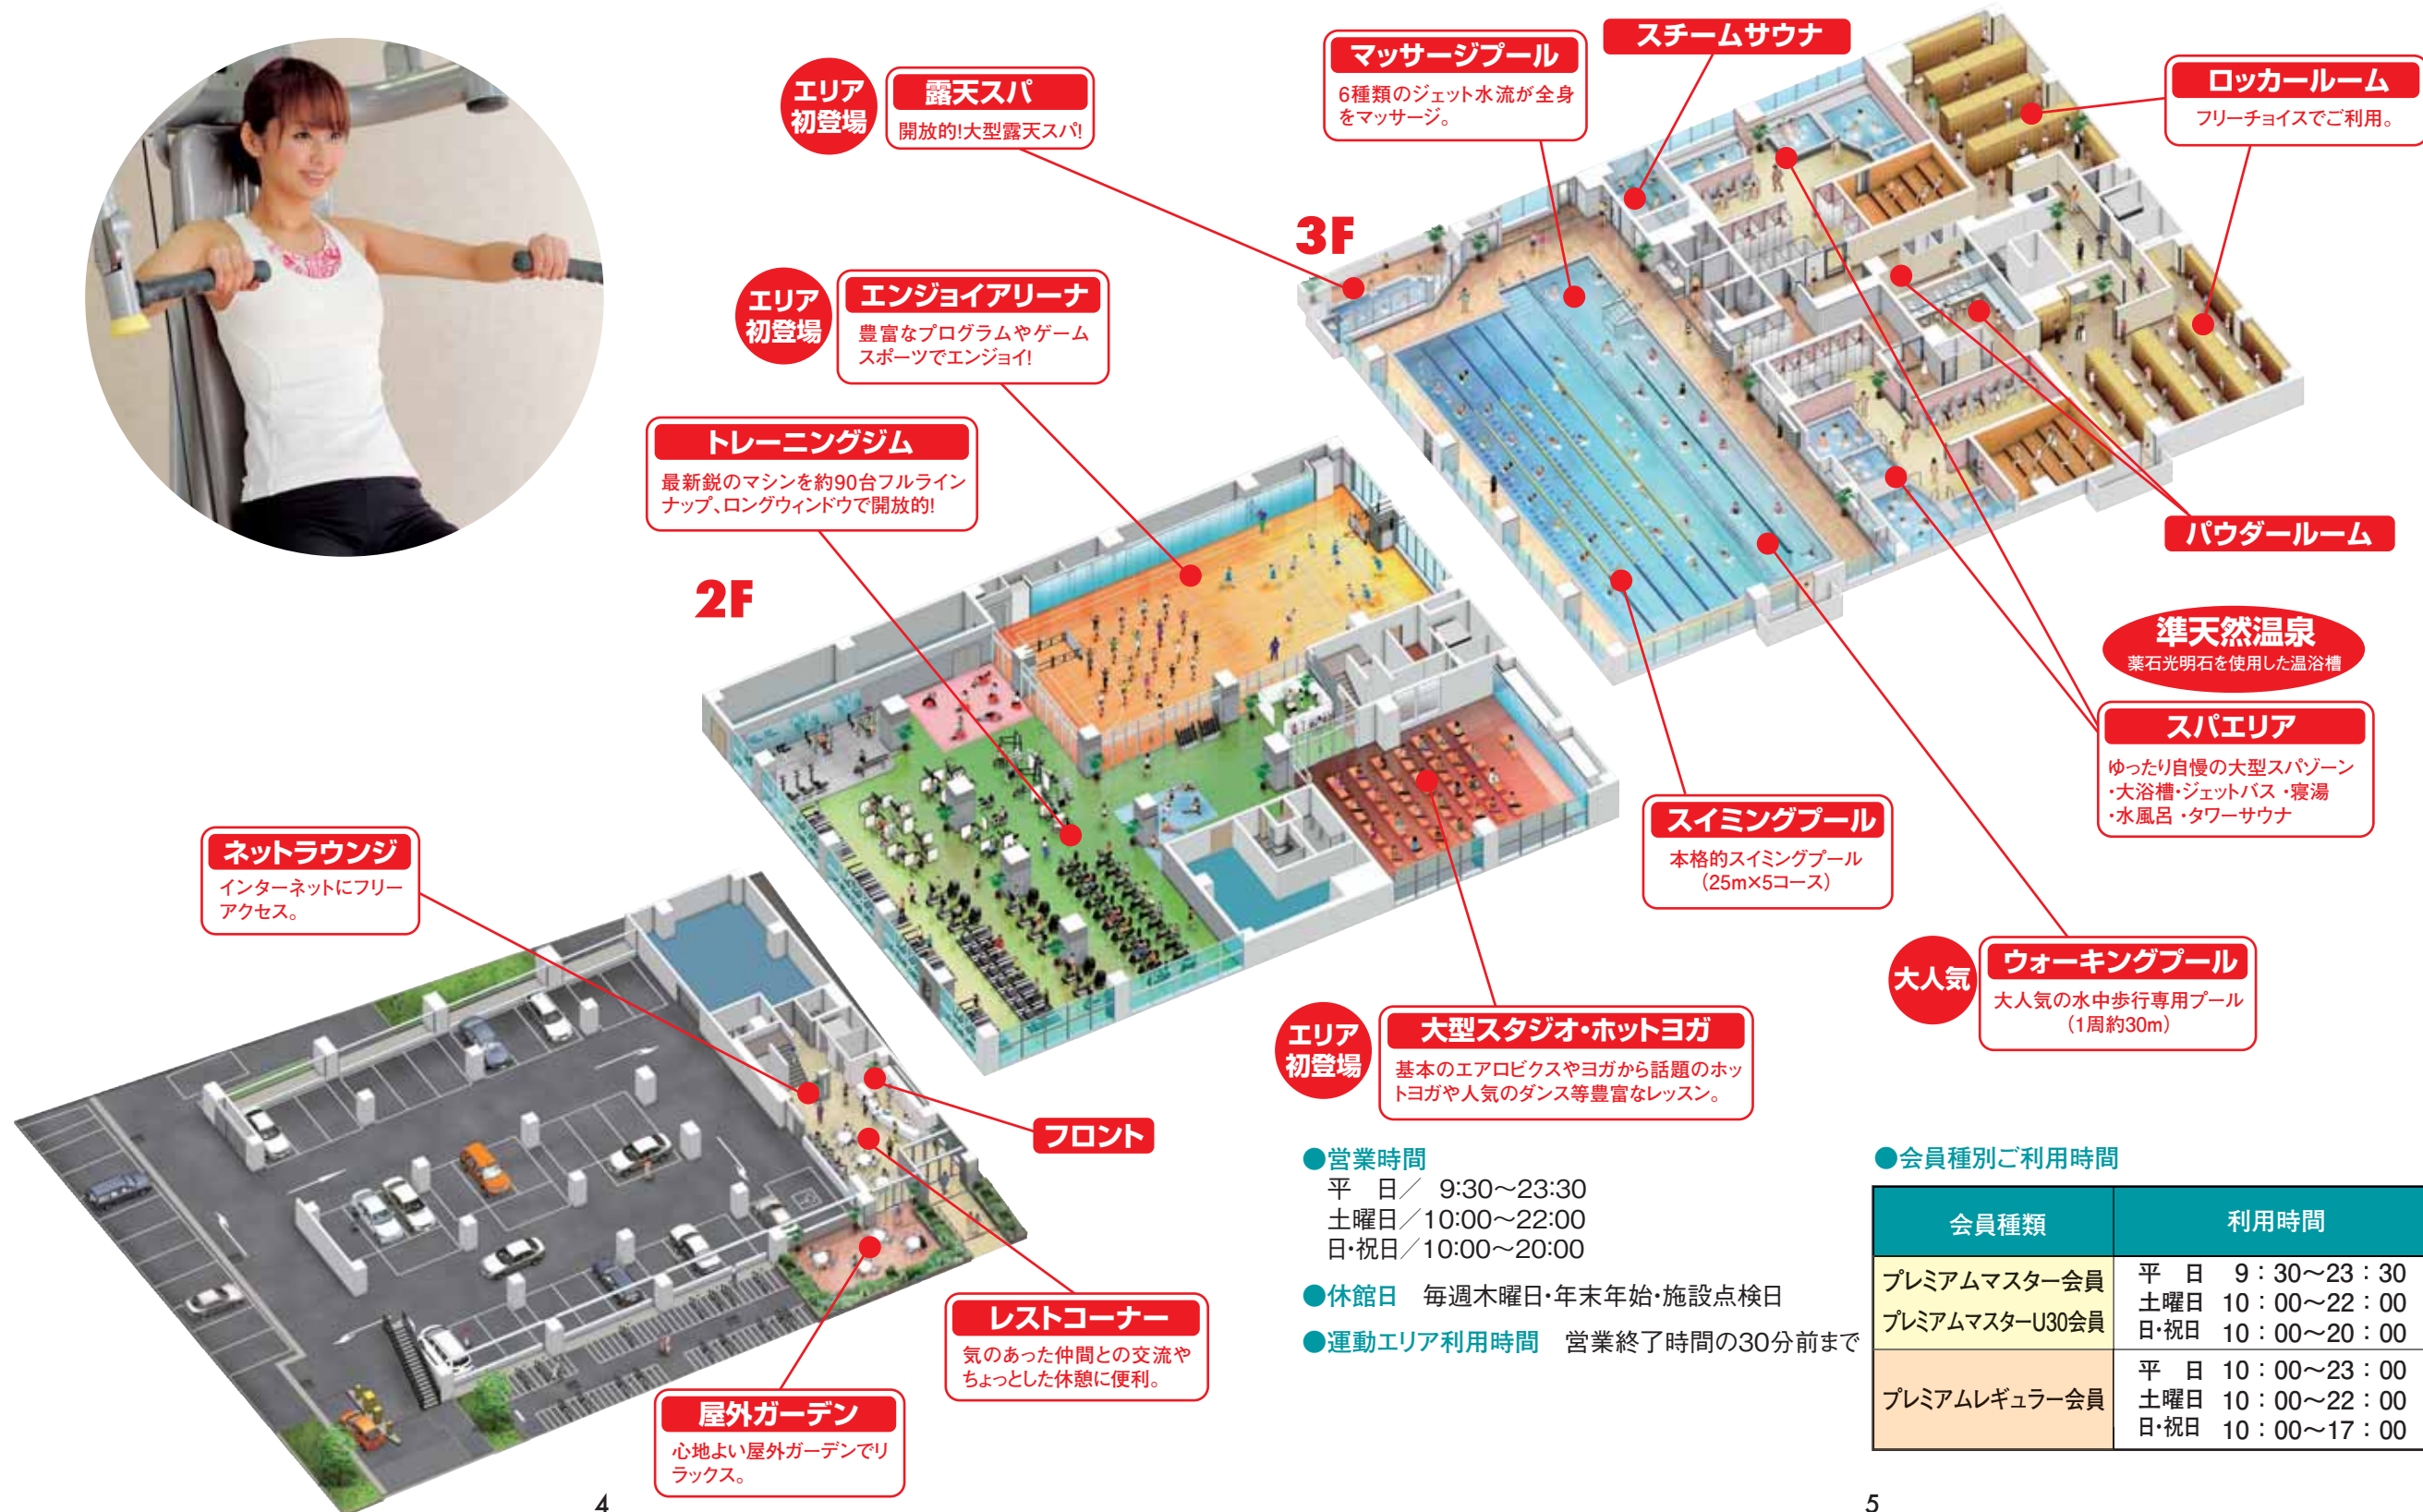 エリア
初登場
露天スパ
開放的!大型露天スパ!
マッサージプール
6種類のジェット水流が全身
をマッサージ。
スチームサウナ
ロッカールーム
フリーチョイスでご利用。
3F
エリア
初登場
エンジョイアリーナ
豊富なプログラムやゲーム
スポーツでエンジョイ!
トレーニングジム
最新鋭のマシンを約90台フルライン
ナップ、ロングウィンドウで開放的!
2F
パウダールーム
準天然温泉
薬石光明石を使用した温浴槽
スパエリア
ゆったり自慢の大型スパゾーン
・大浴槽・ジェットバス・寝湯
・水風呂・タワーサウナ
スイミングプール
本格的スイミングプール
(25m×5コース)
大人気
ウォーキングプール
大人気の水中歩行専用プール
(1周約30m)
ネットラウンジ
インターネットにフリー
アクセス。
エリア
初登場
大型スタジオ・ホットヨガ
基本のエアロビクスやヨガから話題のホッ
トヨガや人気のダンス等豊富なレッスン。
フロント
レストコーナー
気のあった仲間との交流や
ちょっとした休憩に便利。
屋外ガーデン
心地よい屋外ガーデンでリ
ラックス。
●営業時間
平 日/ 9:30〜23:30
土曜日/10:00〜22:00
日・祝日/10:00〜20:00
●休館日 毎週木曜日・年末年始・施設点検日
●運動エリア利用時間 営業終了時間の30分前まで
●会員種別ご利用時間
会員種類 利用時間
プレミアムマスター会員
プレミアムマスターU30会員
平 日 9:30〜23:30
土曜日 10:00〜22:00
日・祝日 10:00〜20:00
プレミアムレギュラー会員
平 日 10:00〜23:00
土曜日 10:00〜22:00
日・祝日 10:00〜17:00
4
5